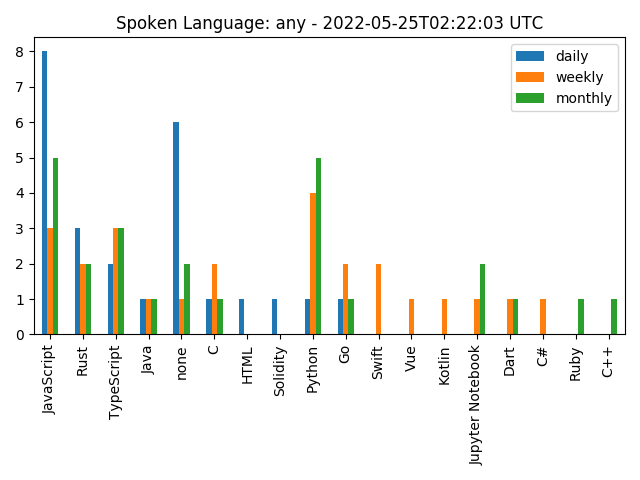 Spoken Language: any - 2022-05-25T02:22:03 UTC
daily
weekly
monthly
8
7
6
5
4
3
2
1
0
JavaScript
Rust
TypeScript
Java
none
C
HTML
Solidity
Python
Go
Swift
Vue
Kotlin
Jupyter Notebook
Dart
C#
Ruby
C++